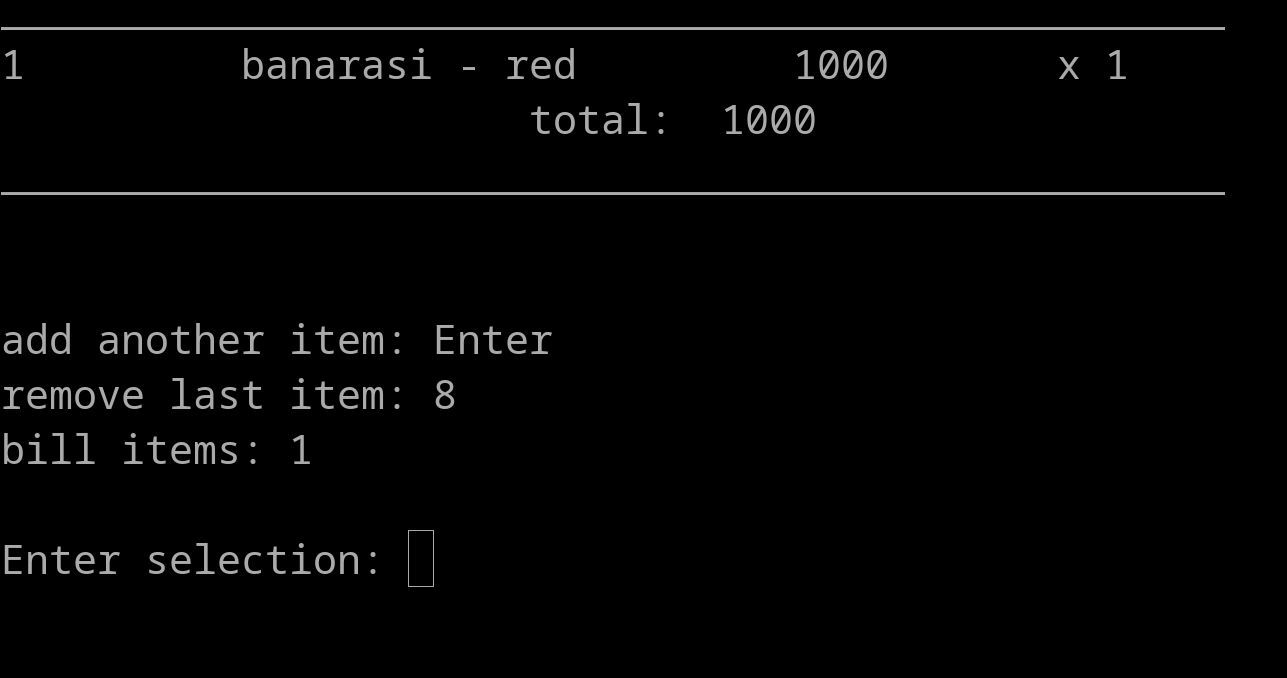 1 banarasi - red 1000 x 1
total: 1000
add another item: Enter
remove last item: 8
bill items: 1
Enter selection: